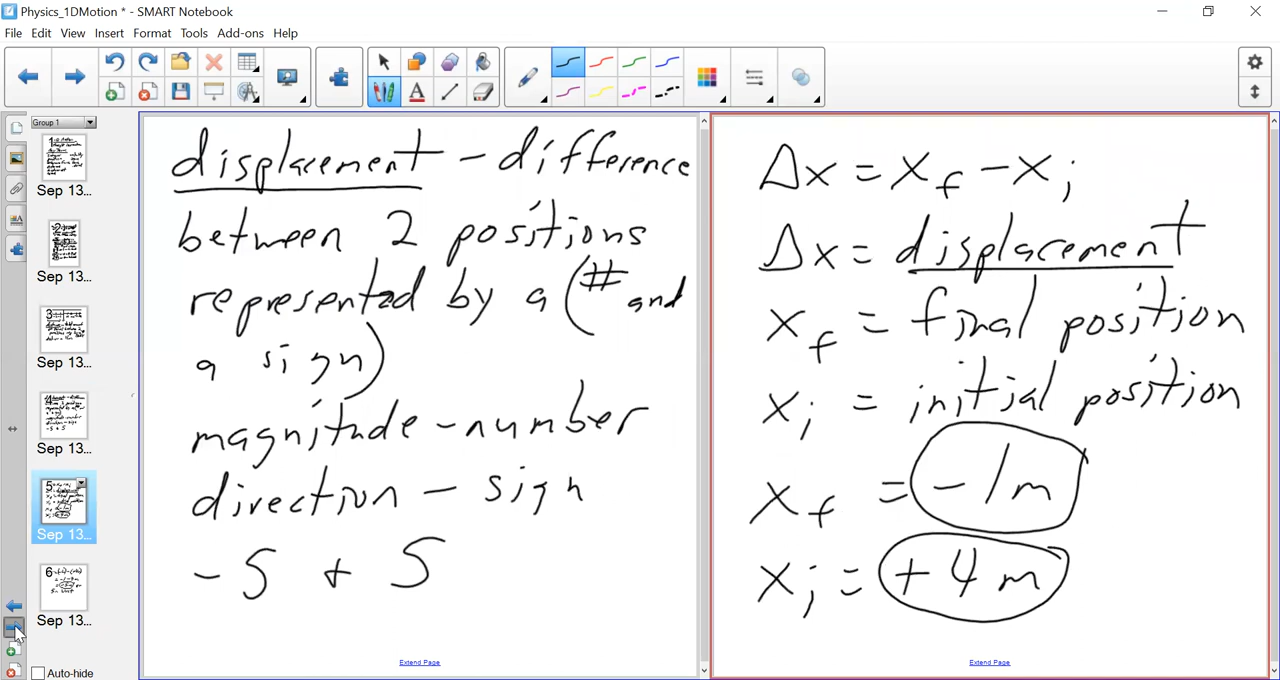 Physics_1DMotion * - SMART Notebook
File Edit View Insert Format Tools Add-ons Help
Group 1
Sep 13...
Sep 13...
Sep 13...
Sep 13...
Sep 13...
Sep 13...
Auto-hide
displacement - difference
between 2 positions
represented by a (# and
a sign)
magnitude - number
direction - sign
- 5 + 5
Extend Page
Δx = x_f - x_i
Δx = displacement
x_f = final position
x_i = initial position
x_f = -1m
x_i = +4m
Extend Page